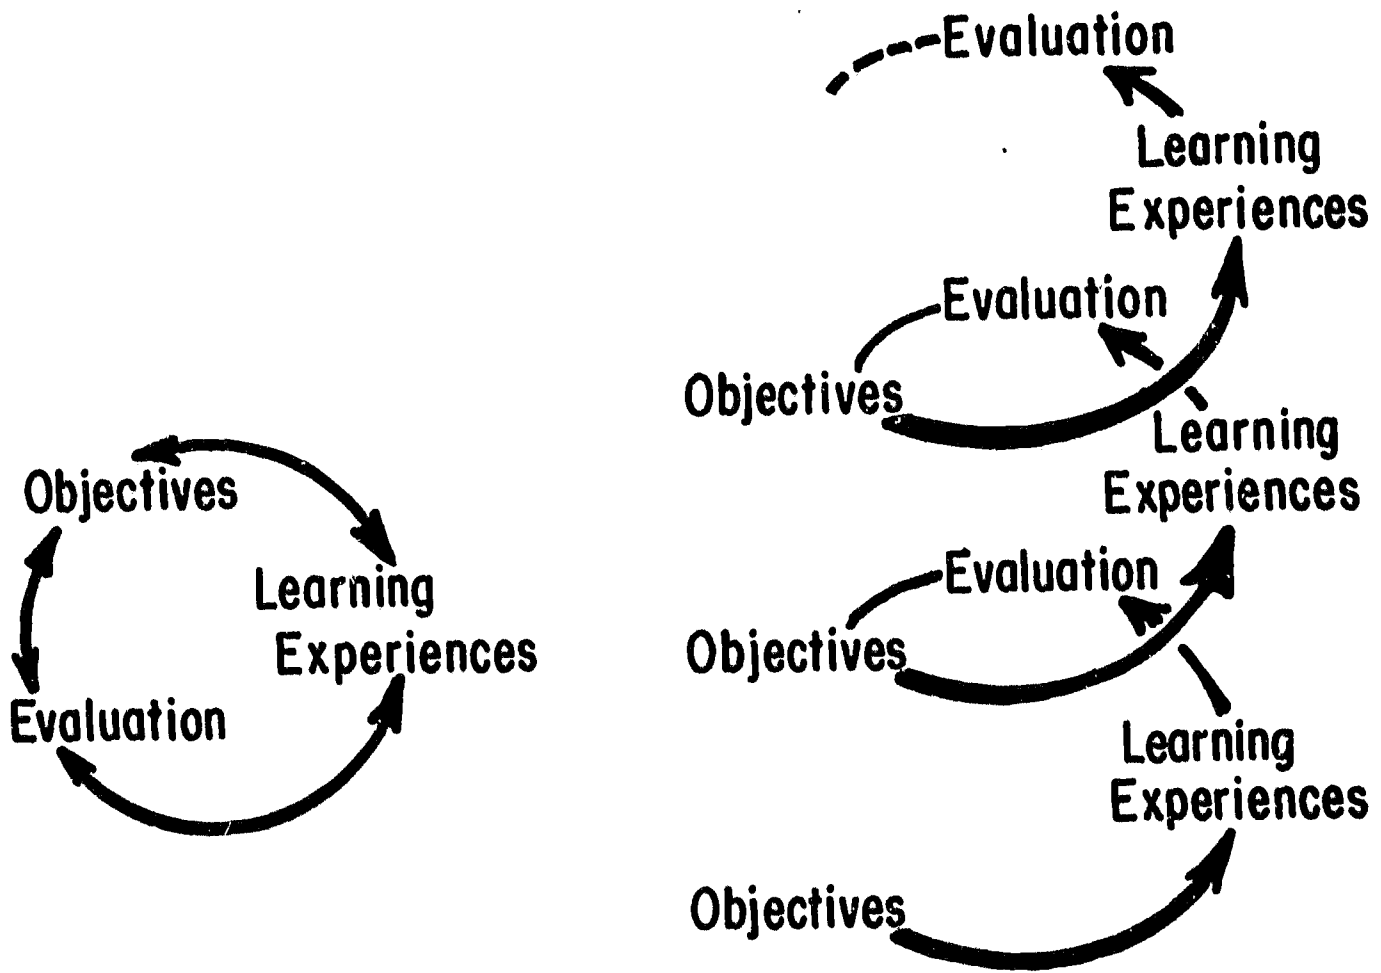 Objectives
Learning
Experiences
Evaluation
Evaluation
Learning
Experiences
Evaluation
Objectives
Learning
Experiences
Evaluation
Objectives
Learning
Experiences
Objectives